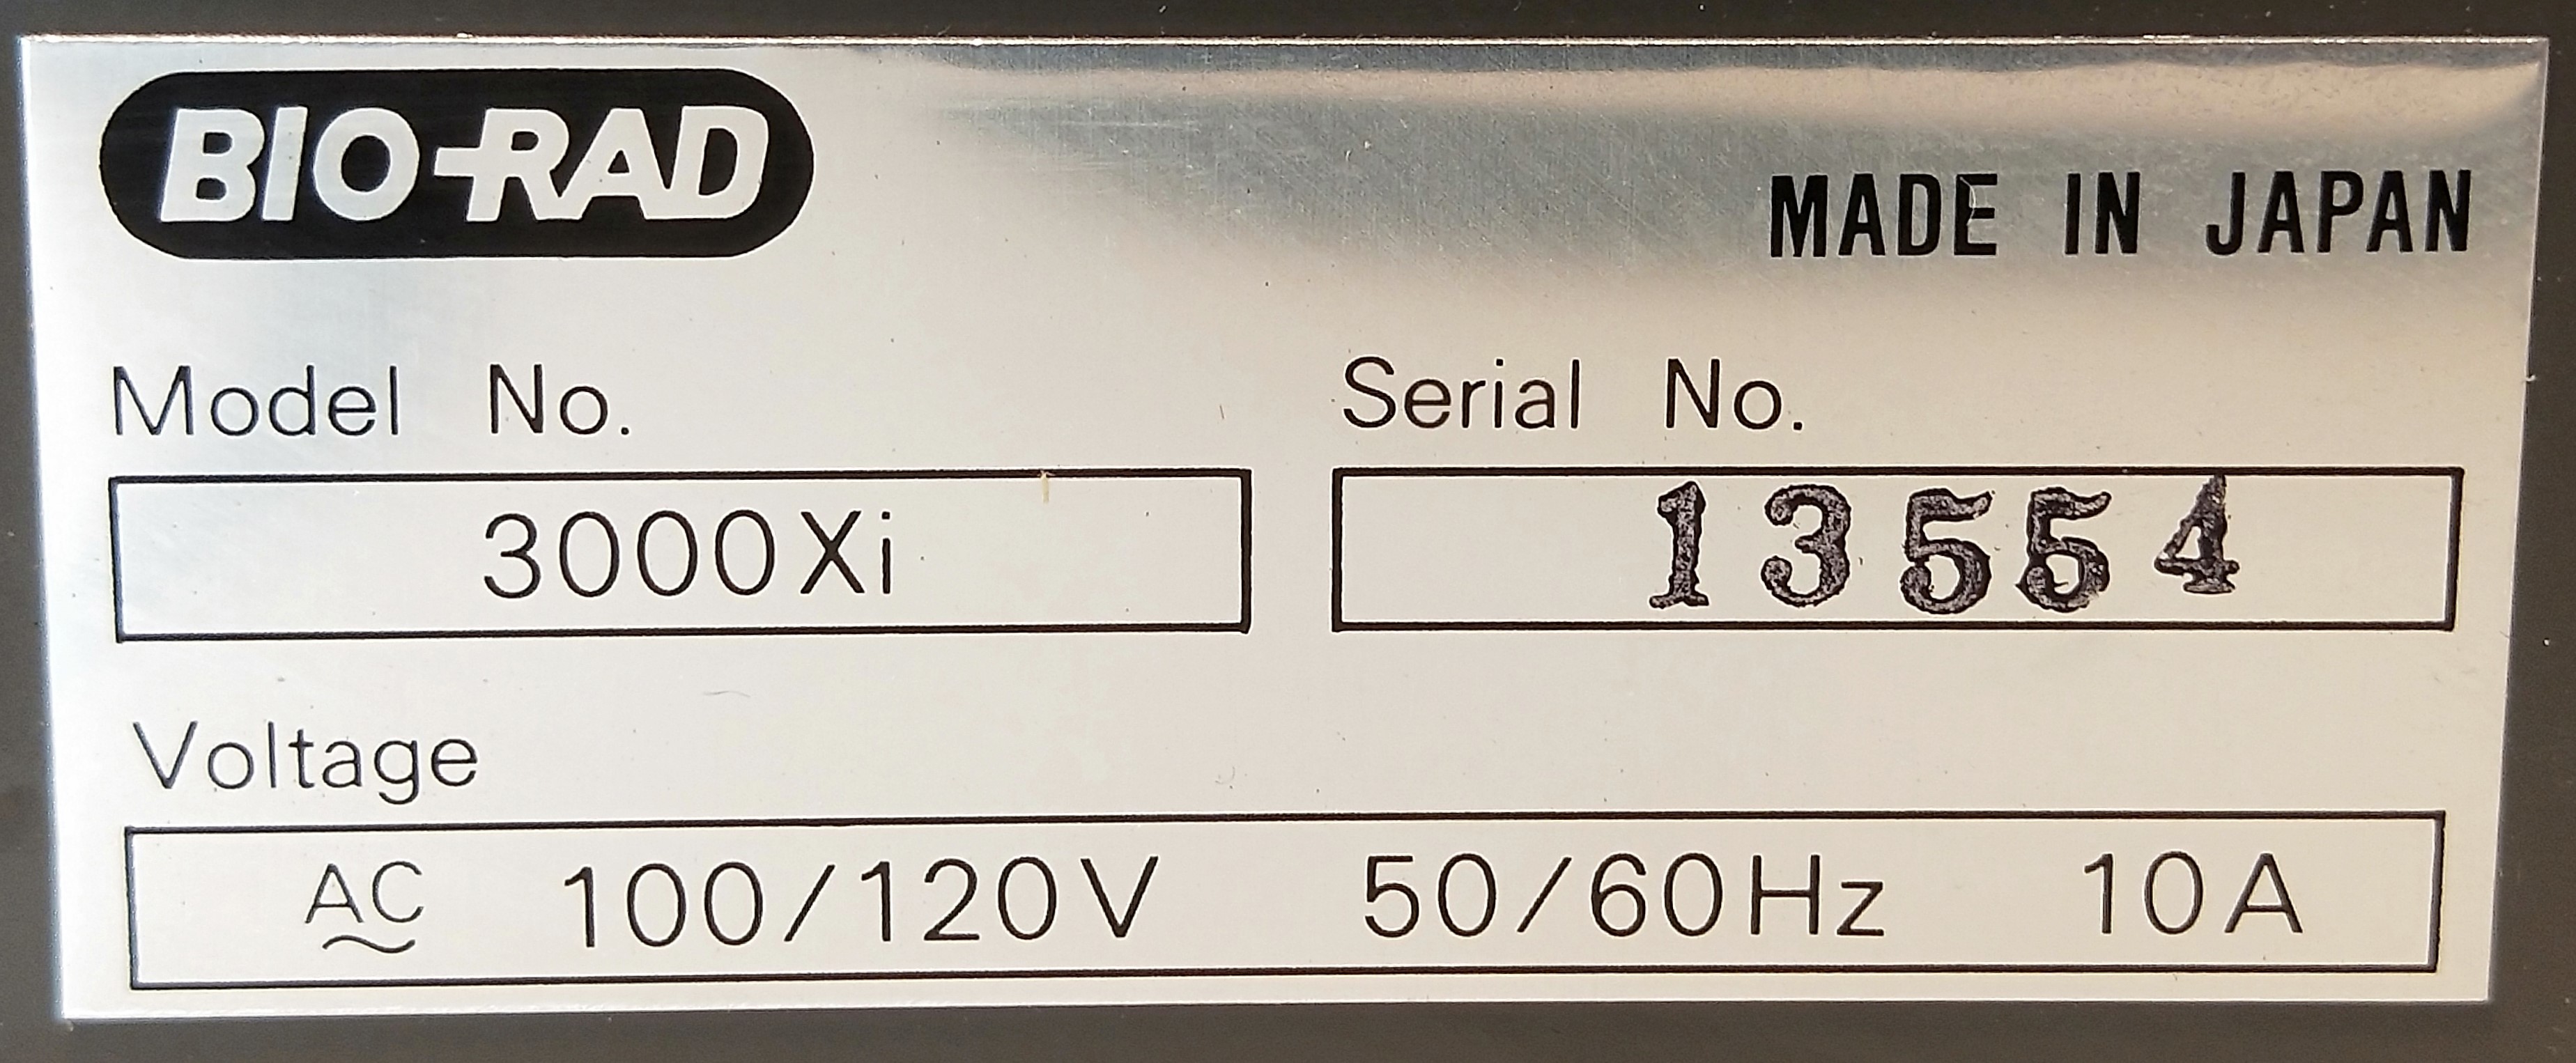 BIO-RAD
MADE IN JAPAN
Model No. Serial No.
3000Xi 13554
Voltage
AC 100/120V 50/60Hz 10A